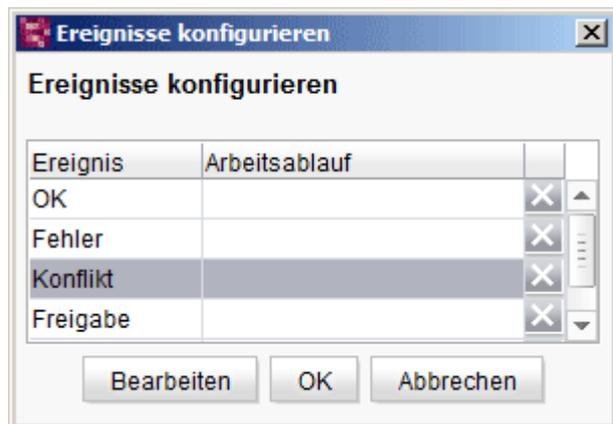 Ereignisse konfigurieren
Ereignisse konfigurieren
Ereignis Arbeitsablauf
OK
Fehler
Konflikt
Freigabe
Bearbeiten OK Abbrechen